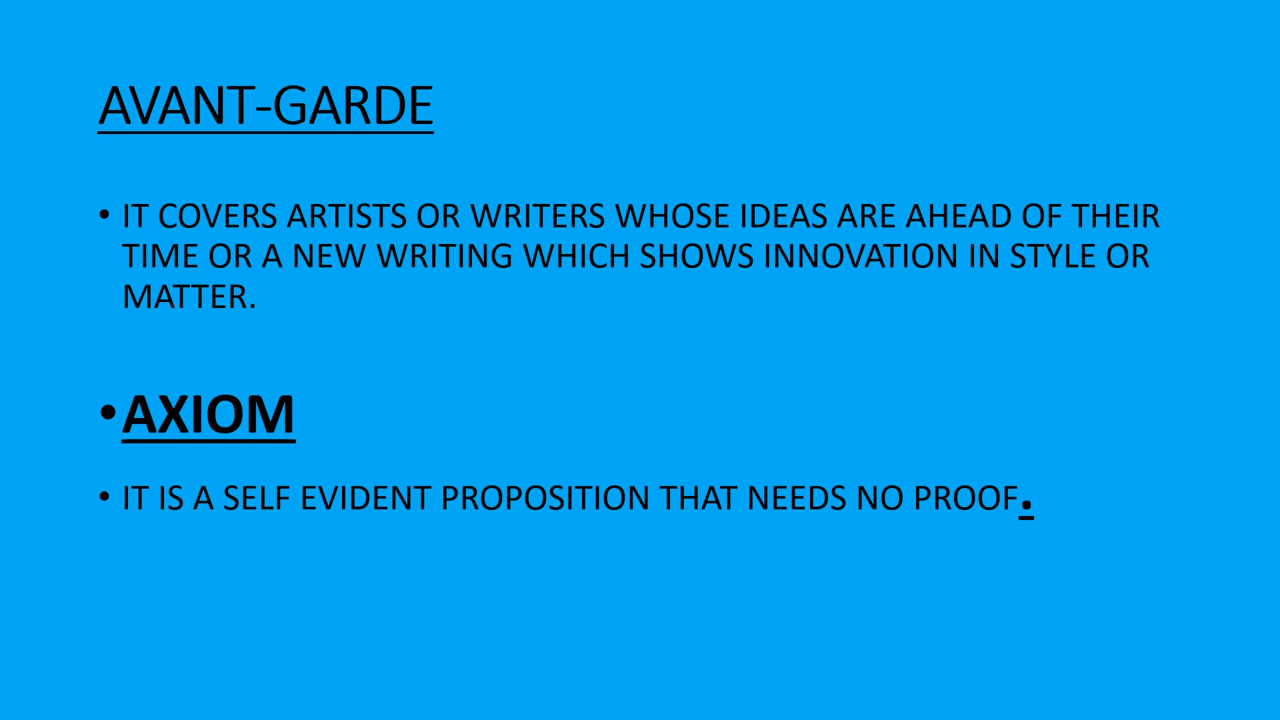 AVANT-GARDE
• IT COVERS ARTISTS OR WRITERS WHOSE IDEAS ARE AHEAD OF THEIR
TIME OR A NEW WRITING WHICH SHOWS INNOVATION IN STYLE OR
MATTER.
•AXIOM
• IT IS A SELF EVIDENT PROPOSITION THAT NEEDS NO PROOF.